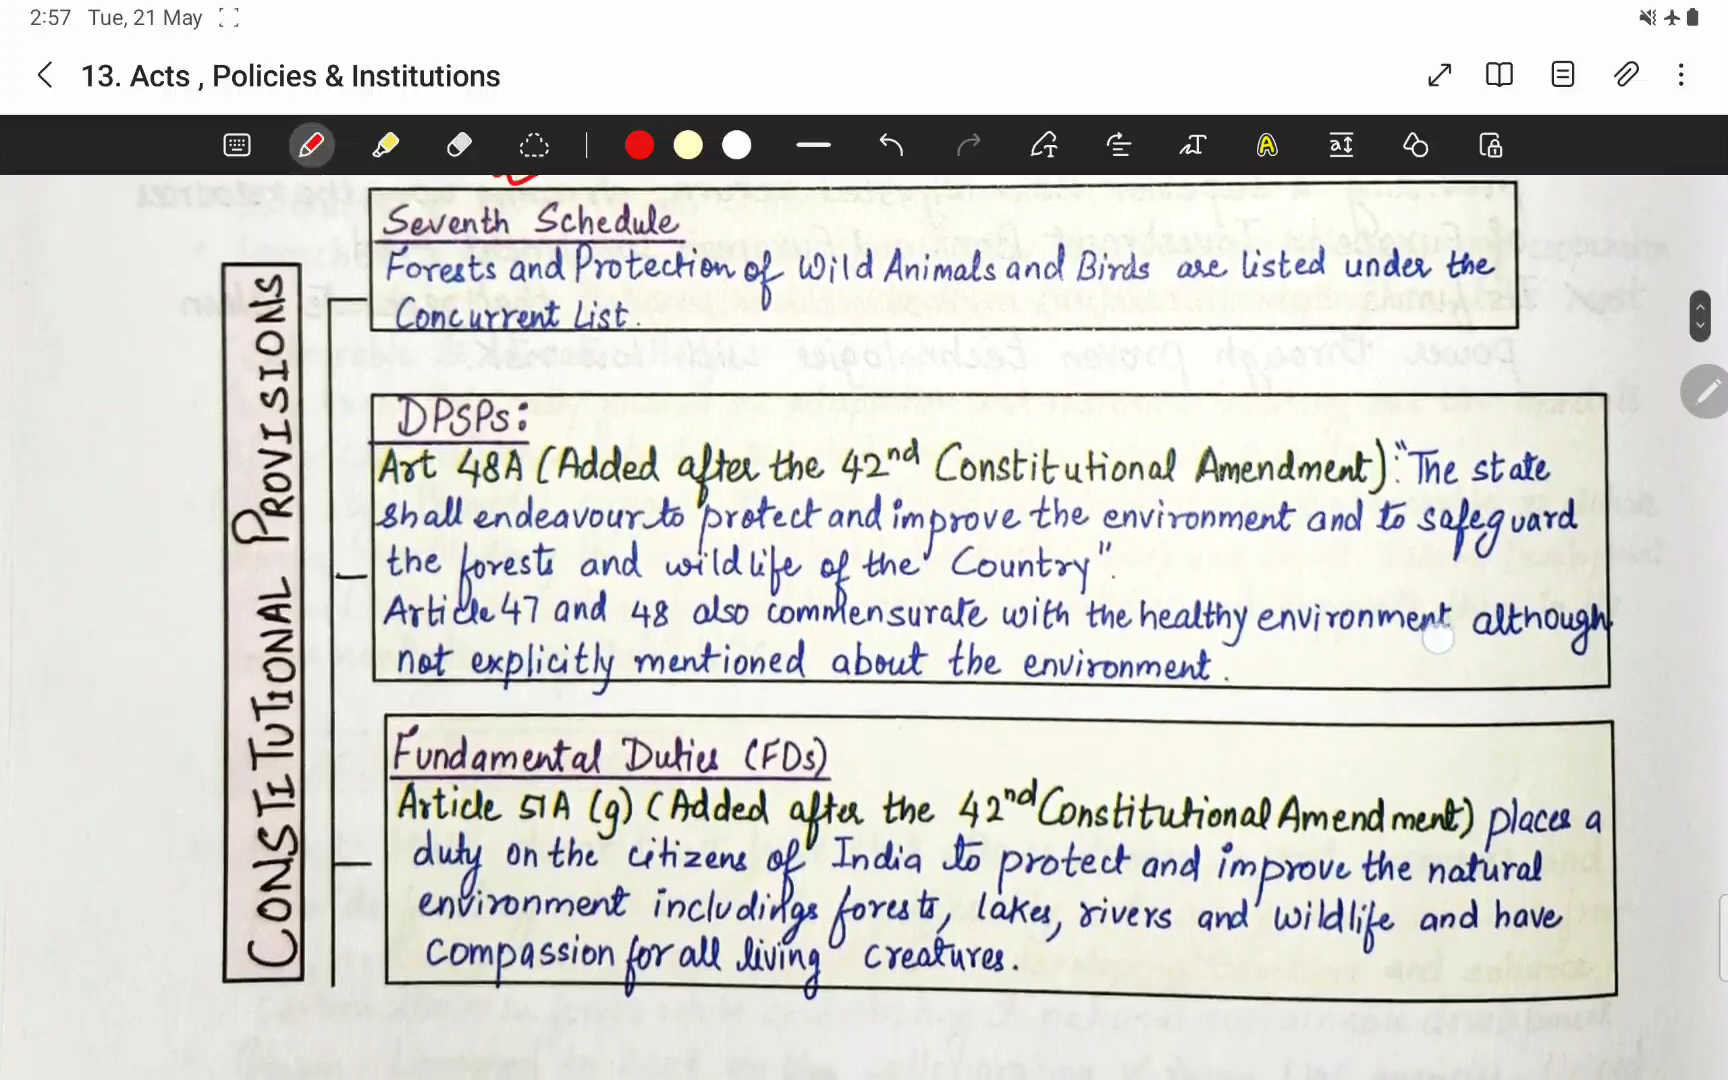 2:57 Tue, 21 May
13. Acts , Policies & Institutions
CONSTITUTIONAL PROVISIONS
Seventh Schedule
Forests and Protection of Wild Animals and Birds are listed under the
Concurrent List.
DPSPs:
Art 48A (Added after the 42nd Constitutional Amendment): "The state
shall endeavour to protect and improve the environment and to safeguard
the forests and wildlife of the Country".
Article 47 and 48 also commensurate with the healthy environment although
not explicitly mentioned about the environment.
Fundamental Duties (FDs)
Article 51A (g) (Added after the 42nd Constitutional Amendment) places a
duty on the citizens of India to protect and improve the natural
environment includings forests, lakes, rivers and wildlife and have
compassion for all living creatures.